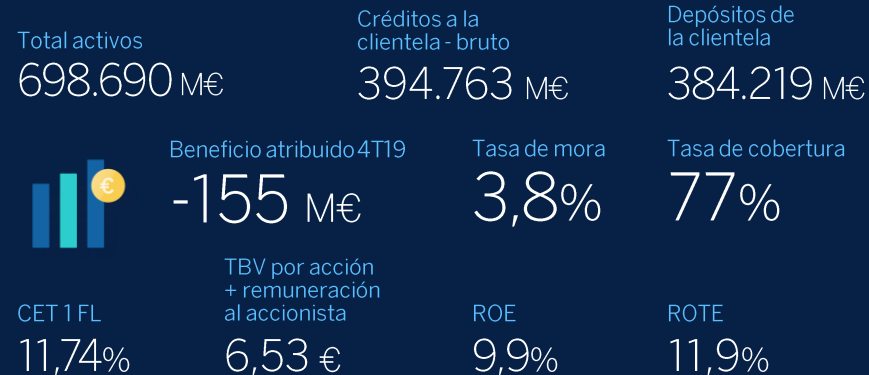 Total activos
698.690 M€
Créditos a la
clientela - bruto
394.763 M€
Depósitos de
la clientela
384.219 M€
€
Beneficio atribuido 4T19
-155 M€
Tasa de mora
3,8%
Tasa de cobertura
77%
CET 1 FL
11,74%
TBV por acción
+ remuneración
al accionista
6,53 €
ROE
9,9%
ROTE
11,9%